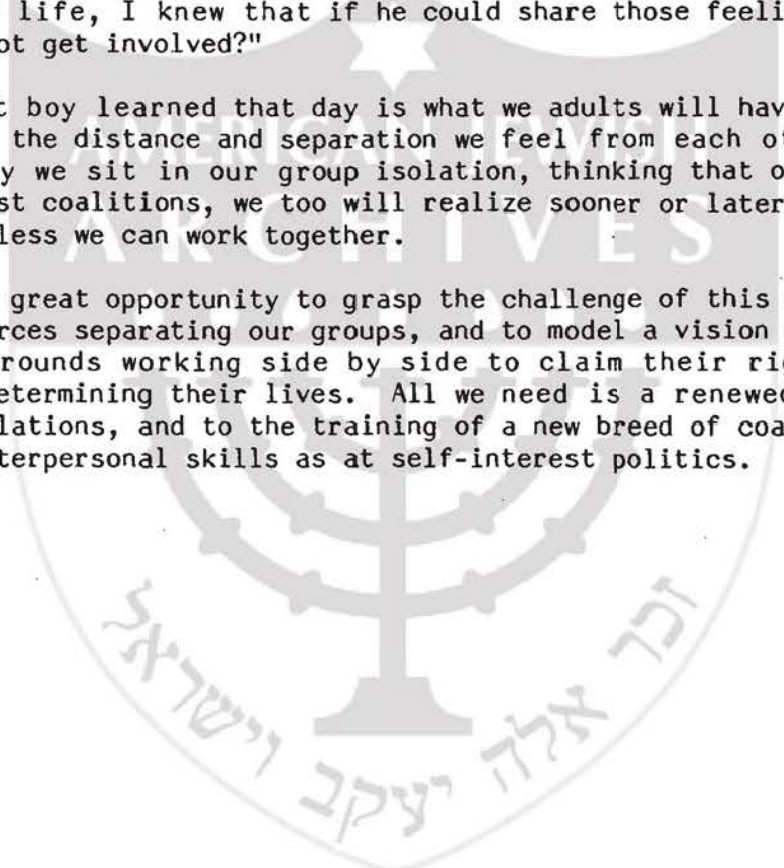 life, I knew that if he could share those feeli
ot get involved?"
t boy learned that day is what we adults will hav
the distance and separation we feel from each o
y we sit in our group isolation, thinking that o
st coalitions, we too will realize sooner or later
less we can work together.
great opportunity to grasp the challenge of this
rces separating our groups, and to model a vision
rounds working side by side to claim their ri
etermining their lives. All we need is a renewe
lations, and to the training of a new breed of coa
terpersonal skills as at self-interest politics.
AMERICAN JEWISH
ARCHIVES
זכר אלה יעקב וישראל